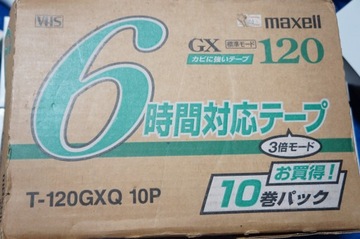 VHS
maxell
GX 標準モード 120
カビに強いテープ
6時間対応テープ
3倍モード
お買得!
T-120GXQ 10P
10巻パック